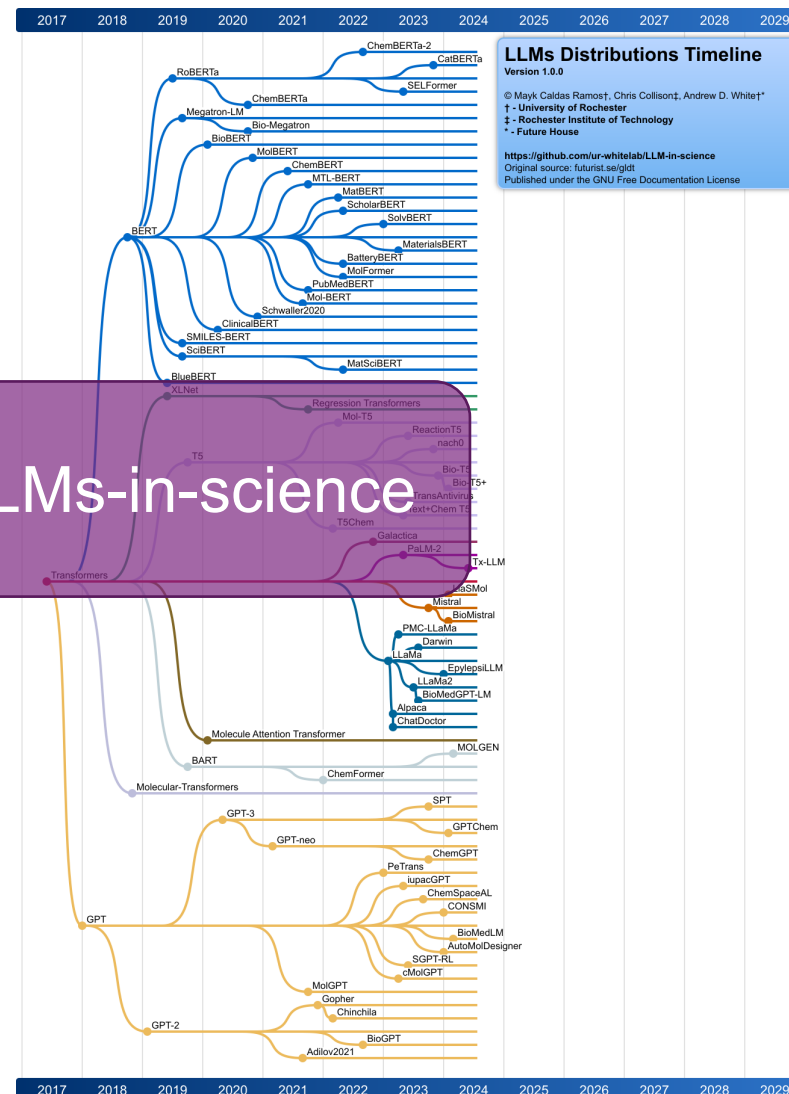 2017 2018 2019 2020 2021 2022 2023 2024 2025 2026 2027 2028 2029
LLMs Distributions Timeline
Version 1.0.0
© Mayk Caldas Ramos†, Chris Collison‡, Andrew D. White†*
† - University of Rochester
‡ - Rochester Institute of Technology
* - Future House
https://github.com/ur-whitelab/LLM-in-science
Original source: futurist.se/gldt
Published under the GNU Free Documentation License
ChemBERTa-2
CatBERTa
RoBERTa
SELFormer
ChemBERTa
Megatron-LM
Bio-Megatron
BioBERT
MolBERT
ChemBERT
MTL-BERT
MatBERT
ScholarBERT
SolvBERT
BERT
MaterialsBERT
BatteryBERT
MolFormer
PubMedBERT
Mol-BERT
Schwaller2020
ClinicalBERT
SMILES-BERT
SciBERT
MatSciBERT
BlueBERT
XLNet
Regression Transformers
Mol-T5
ReactionT5
nach0
T5
Bio-T5
Bio-T5+
LMs-in-science
TransAntivirus
Text+Chem T5
T5Chem
Galactica
PaLM-2
Tx-LLM
Transformers
LlaSMol
Mistral
BioMistral
PMC-LLaMa
Darwin
LLaMa
EpylepsiLLM
LLaMa2
BioMedGPT-LM
Alpaca
ChatDoctor
Molecule Attention Transformer
MOLGEN
BART
ChemFormer
Molecular-Transformers
SPT
GPT-3
GPTChem
GPT-neo
ChemGPT
PeTrans
iupacGPT
ChemSpaceAL
CONSMI
GPT
BioMedLM
AutoMolDesigner
SGPT-RL
cMolGPT
MolGPT
Gopher
Chinchila
GPT-2
BioGPT
Adilov2021
2017 2018 2019 2020 2021 2022 2023 2024 2025 2026 2027 2028 2029